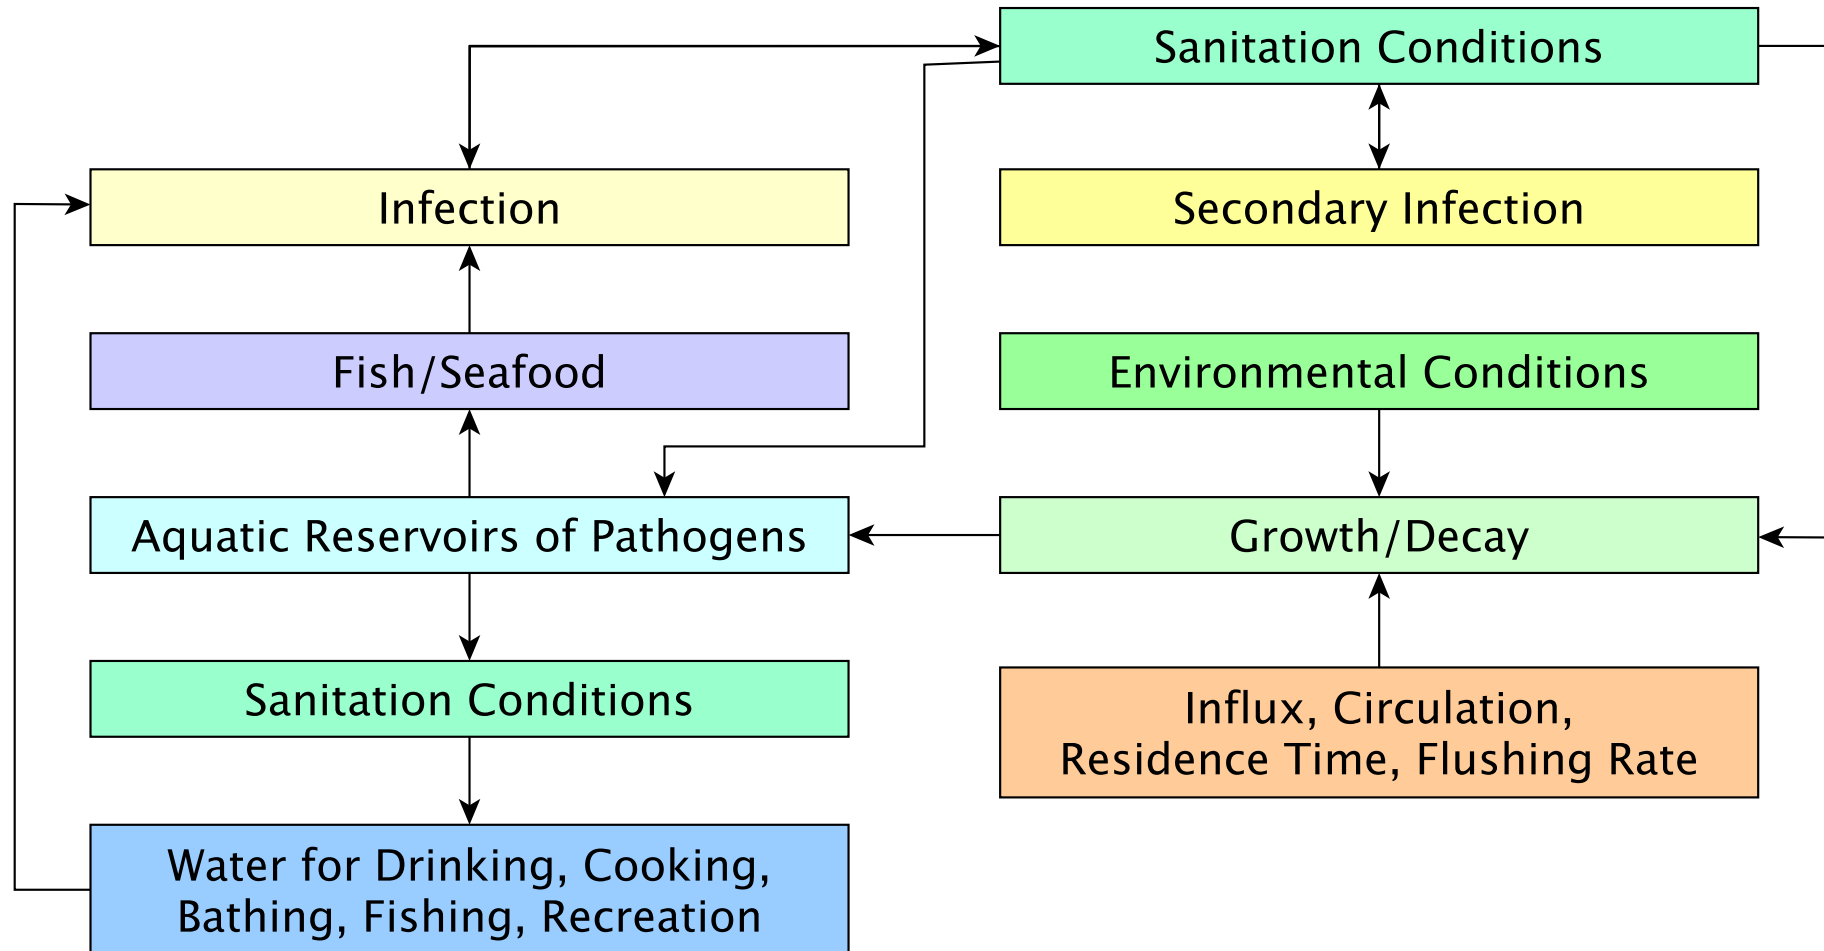 Sanitation Conditions
Infection
Secondary Infection
Fish/Seafood
Environmental Conditions
Aquatic Reservoirs of Pathogens
Growth/Decay
Sanitation Conditions
Influx, Circulation,
Residence Time, Flushing Rate
Water for Drinking, Cooking,
Bathing, Fishing, Recreation